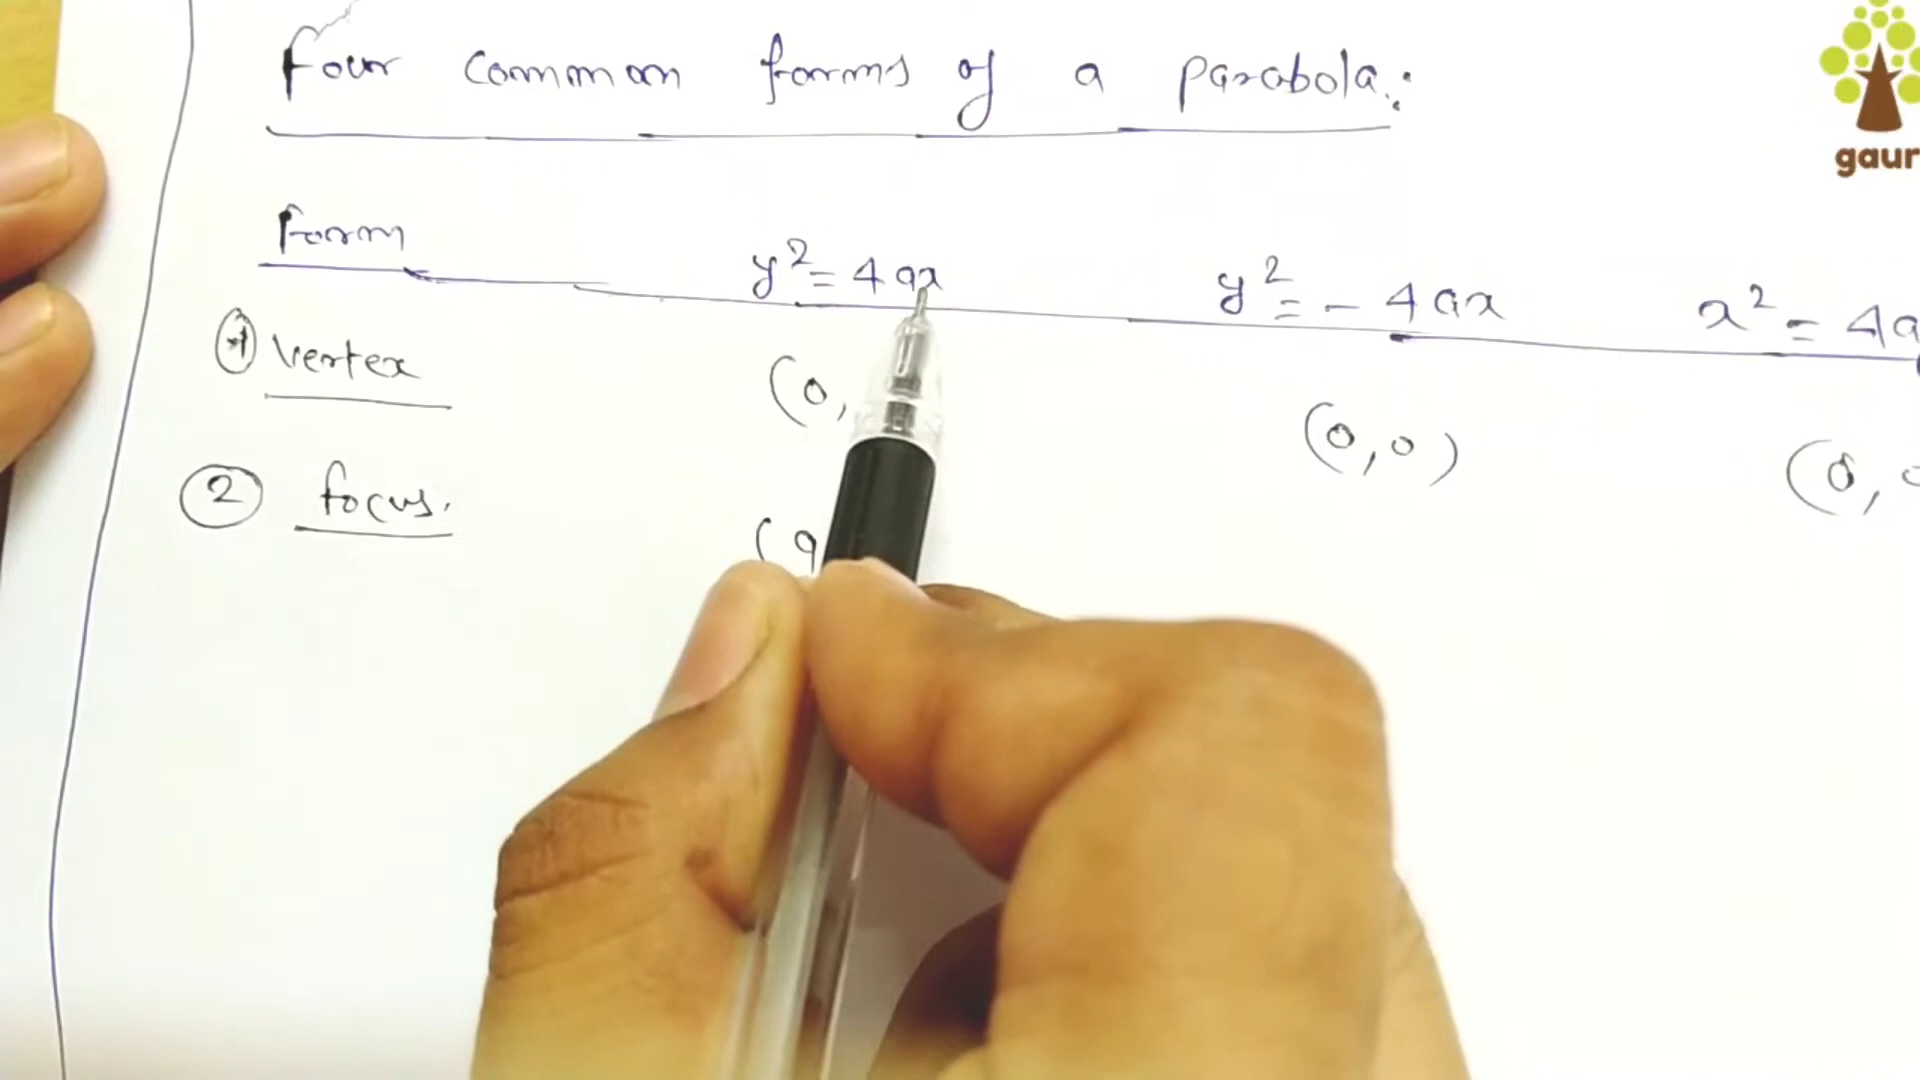 Four common forms of a parabola:
gaur
Form y² = 4ax y² = - 4ax x² = 4a
① Vertex (0, (0,0) (0,
② focus. (a